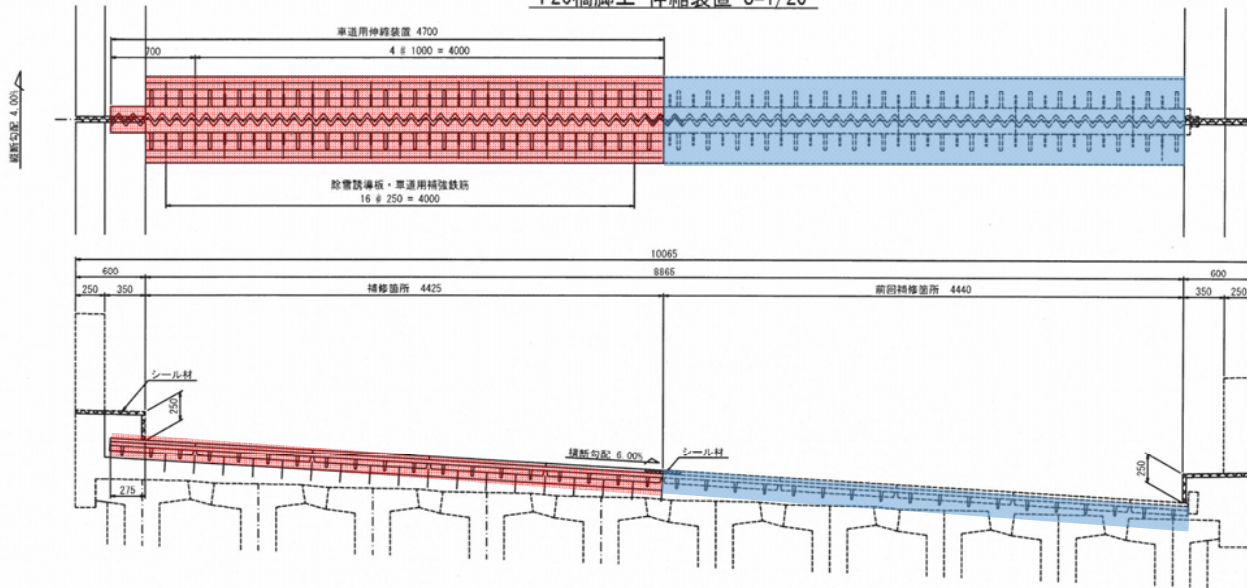 伸縮装置 S=1/20
車道用伸縮装置 4700
700
4 @ 1000 = 4000
縦断勾配 4.00%
除雪誘導板・車道用補強鉄筋
16 @ 250 = 4000
10065
600
8865
600
250
350
補修箇所 4425
前回補修箇所 4440
350
250
シール材
250
横断勾配 6.00%
シール材
250
275